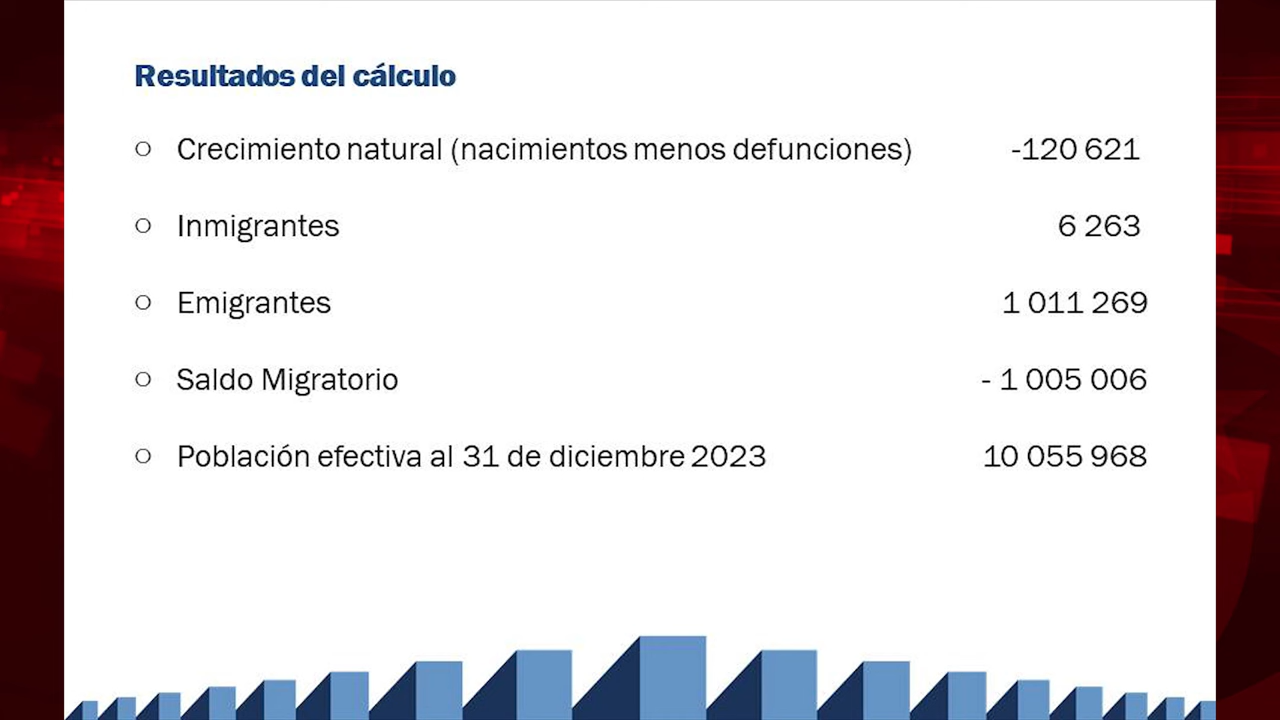 Resultados del cálculo
Crecimiento natural (nacimientos menos defunciones) -120 621
Inmigrantes 6 263
Emigrantes 1 011 269
Saldo Migratorio - 1 005 006
Población efectiva al 31 de diciembre 2023 10 055 968